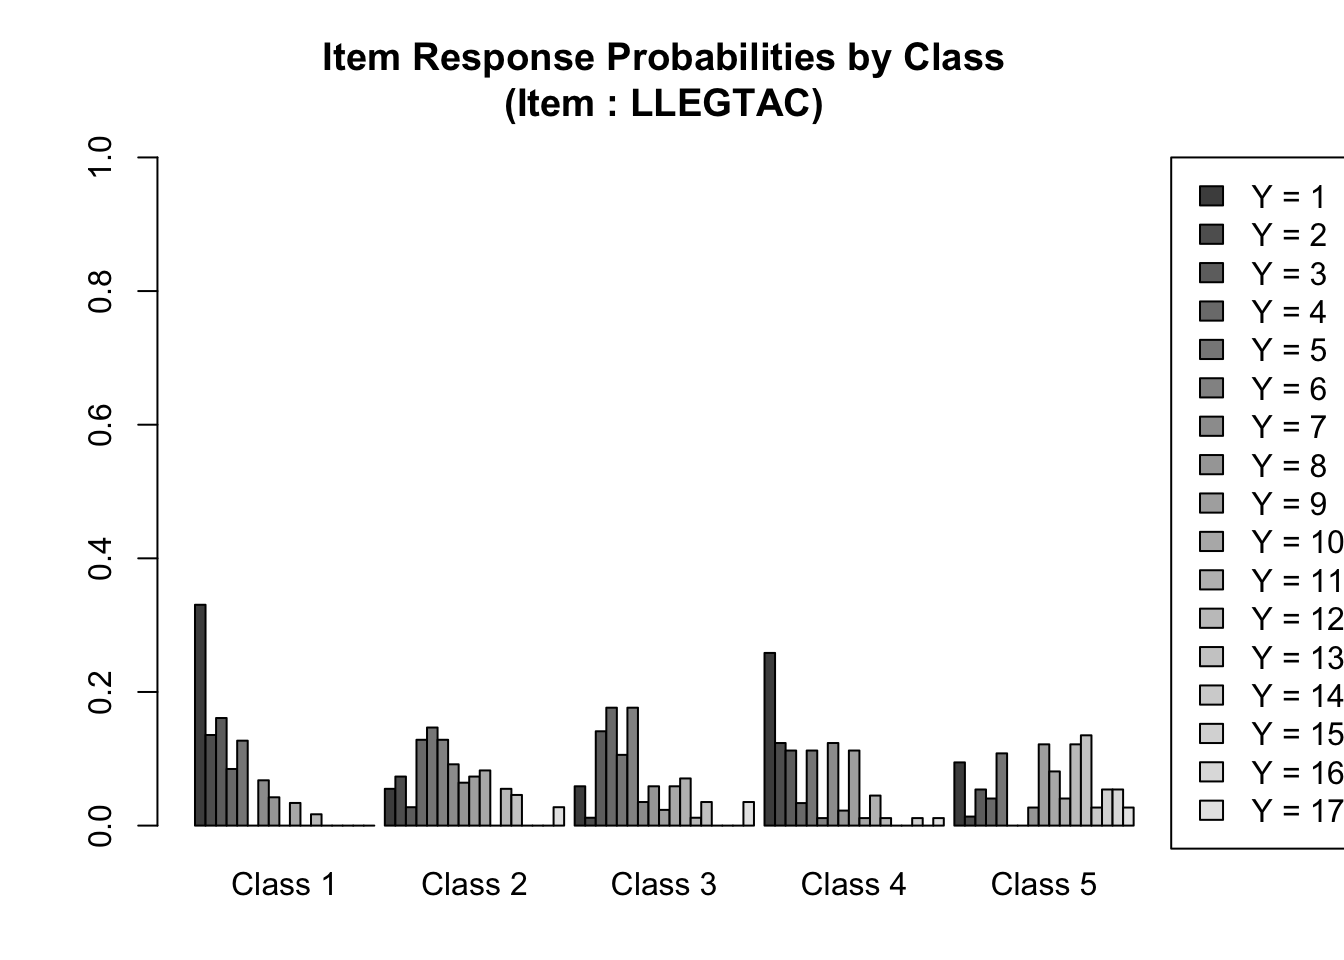 Item Response Probabilities by Class
(Item : LLEGTAC)
1.0
0.8
0.6
0.4
0.2
0.0
Class 1
Class 2
Class 3
Class 4
Class 5
Y = 1
Y = 2
Y = 3
Y = 4
Y = 5
Y = 6
Y = 7
Y = 8
Y = 9
Y = 10
Y = 11
Y = 12
Y = 13
Y = 14
Y = 15
Y = 16
Y = 17